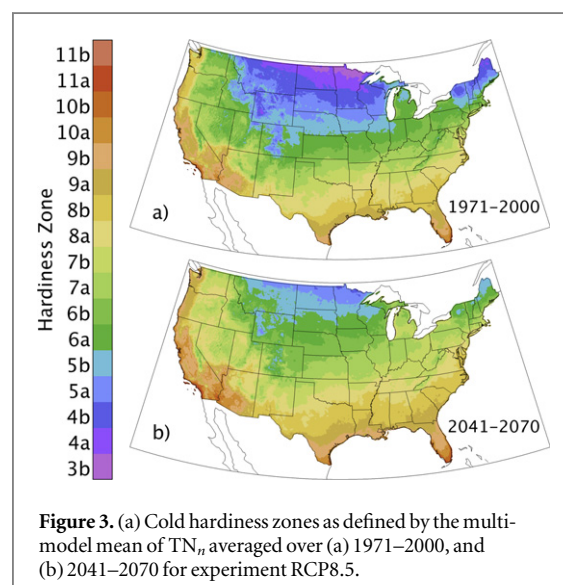 Hardiness Zone
11b
11a
10b
10a
9b
9a
8b
8a
7b
7a
6b
6a
5b
5a
4b
4a
3b
a)
1971–2000
b)
2041–2070
Figure 3. (a) Cold hardiness zones as defined by the multi-
model mean of TNn averaged over (a) 1971–2000, and
(b) 2041–2070 for experiment RCP8.5.